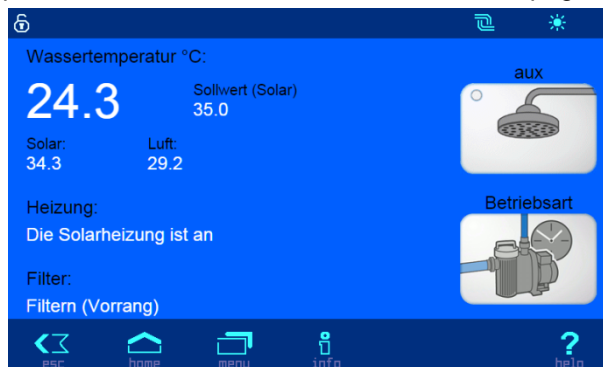 Wassertemperatur °C:
24.3
Sollwert (Solar)
35.0
Solar:
34.3
Luft:
29.2
Heizung:
Die Solarheizung ist an
Filter:
Filtern (Vorrang)
aux
Betriebsart
esc
home
menu
info
?
help